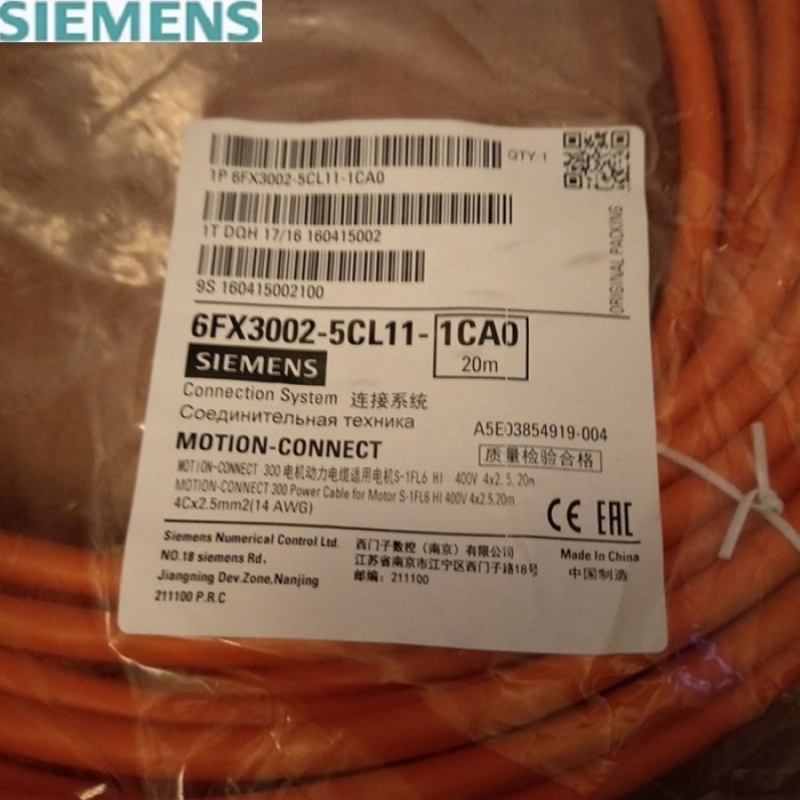 SIEMENS
QTY:1
1P 6FX3002-5CL11-1CA0
1T DQH 17/16 160415002
9S 160415002100
ORIGINAL PACKING
6FX3002-5CL11-1CA0
SIEMENS
20m
Connection System 连接系统
Соединительная техника
A5E03854919-004
MOTION-CONNECT
质量检验合格
MOTION-CONNECT 300 电机动力电缆适用电机S-1FL6 HI 400V 4x2.5, 20m
MOTION-CONNECT 300 Power Cable for Motor S-1FL6 HI 400V 4x2.5,20m
4Cx2.5mm2(14 AWG)
CE EAC
Siemens Numerical Control Ltd.
NO.18 siemens Rd,
Jiangning Dev.Zone,Nanjing
211100 P.R.C
西门子数控（南京）有限公司
江苏省南京市江宁区西门子路18号
邮编：211100
Made In China
中国制造